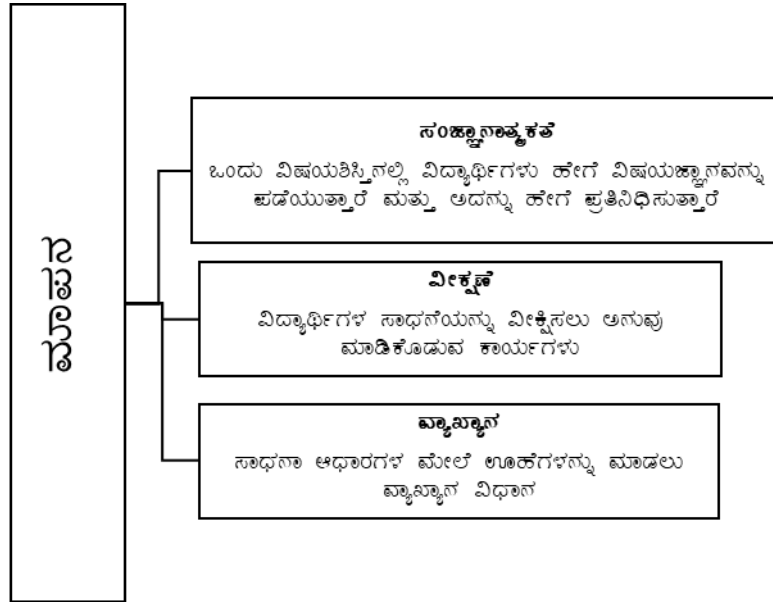 ಮಾಪನ
ಸಂಜ್ಞಾನಾತ್ಮಕತೆ
ಒಂದು ವಿಷಯಶಿಸ್ತಿನಲ್ಲಿ ವಿದ್ಯಾರ್ಥಿಗಳು ಹೇಗೆ ವಿಷಯಜ್ಞಾನವನ್ನು
ಪಡೆಯುತ್ತಾರೆ ಮತ್ತು ಅದನ್ನು ಹೇಗೆ ಪ್ರತಿನಿಧಿಸುತ್ತಾರೆ
ವೀಕ್ಷಣೆ
ವಿದ್ಯಾರ್ಥಿಗಳ ಸಾಧನೆಯನ್ನು ವೀಕ್ಷಿಸಲು ಅನುವು
ಮಾಡಿಕೊಡುವ ಕಾರ್ಯಗಳು
ವ್ಯಾಖ್ಯಾನ
ಸಾಧನಾ ಆಧಾರಗಳ ಮೇಲೆ ಊಹೆಗಳನ್ನು ಮಾಡಲು
ವ್ಯಾಖ್ಯಾನ ವಿಧಾನ